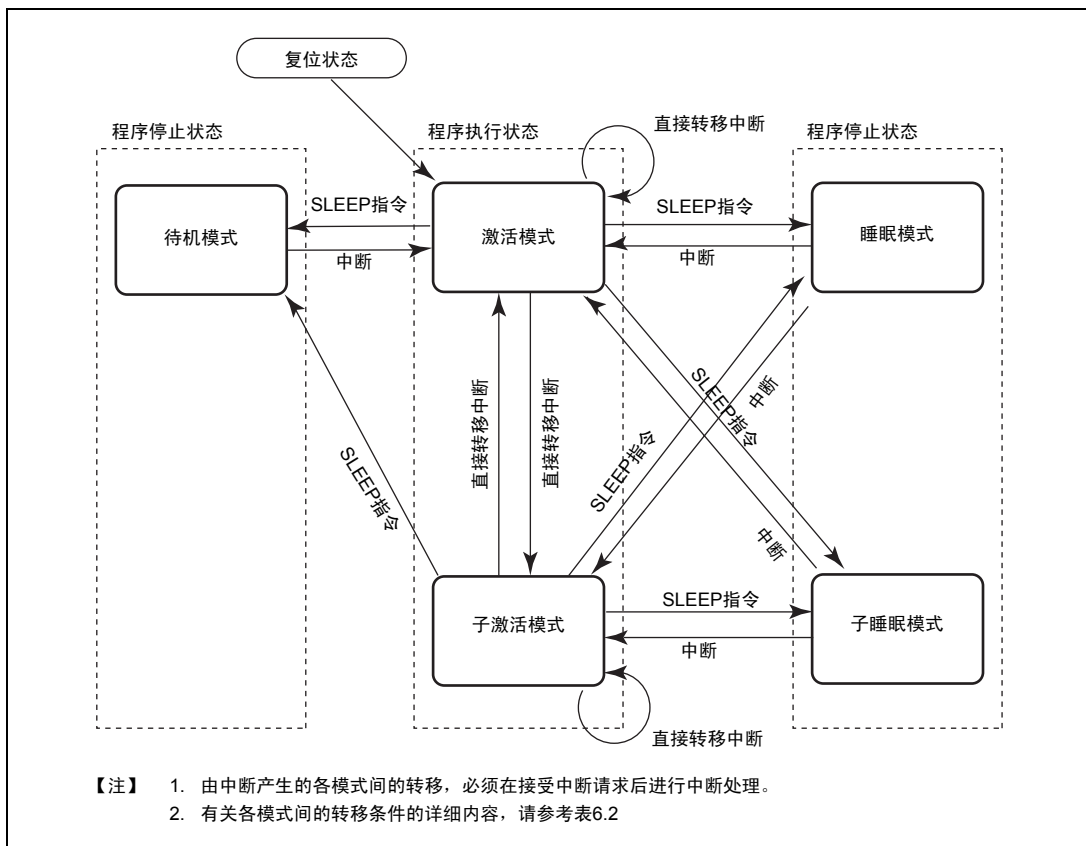 复位状态
程序停止状态
程序执行状态
直接转移中断
程序停止状态
待机模式
SLEEP指令
中断
激活模式
SLEEP指令
中断
睡眠模式
SLEEP指令
直接转移中断
直接转移中断
SLEEP指令
SLEEP指令
中断
中断
子激活模式
SLEEP指令
中断
子睡眠模式
直接转移中断
【注】 1. 由中断产生的各模式间的转移，必须在接受中断请求后进行中断处理。
2. 有关各模式间的转移条件的详细内容，请参考表6.2